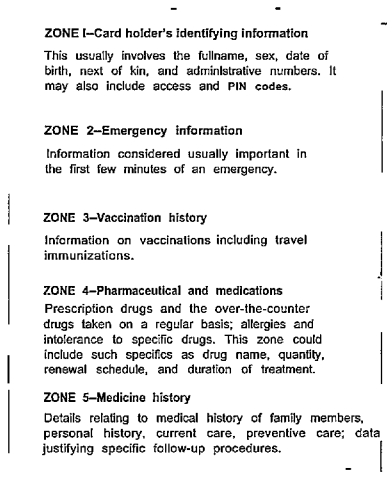 ZONE I–Card holder's identifying information
This usually involves the fullname, sex, date of
birth, next of kin, and administrative numbers. It
may also include access and PIN codes.
ZONE 2–Emergency information
Information considered usually important in
the first few minutes of an emergency.
ZONE 3–Vaccination history
Information on vaccinations including travel
immunizations.
ZONE 4–Pharmaceutical and medications
Prescription drugs and the over-the-counter
drugs taken on a regular basis; allergies and
intolerance to specific drugs. This zone could
include such specifics as drug name, quantity,
renewal schedule, and duration of treatment.
ZONE 5–Medicine history
Details relating to medical history of family members,
personal history, current care, preventive care; data
justifying specific follow-up procedures.